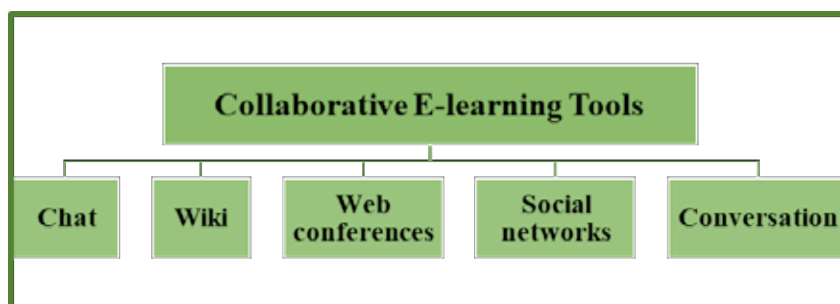 Collaborative E-learning Tools
Chat
Wiki
Web
conferences
Social
networks
Conversation